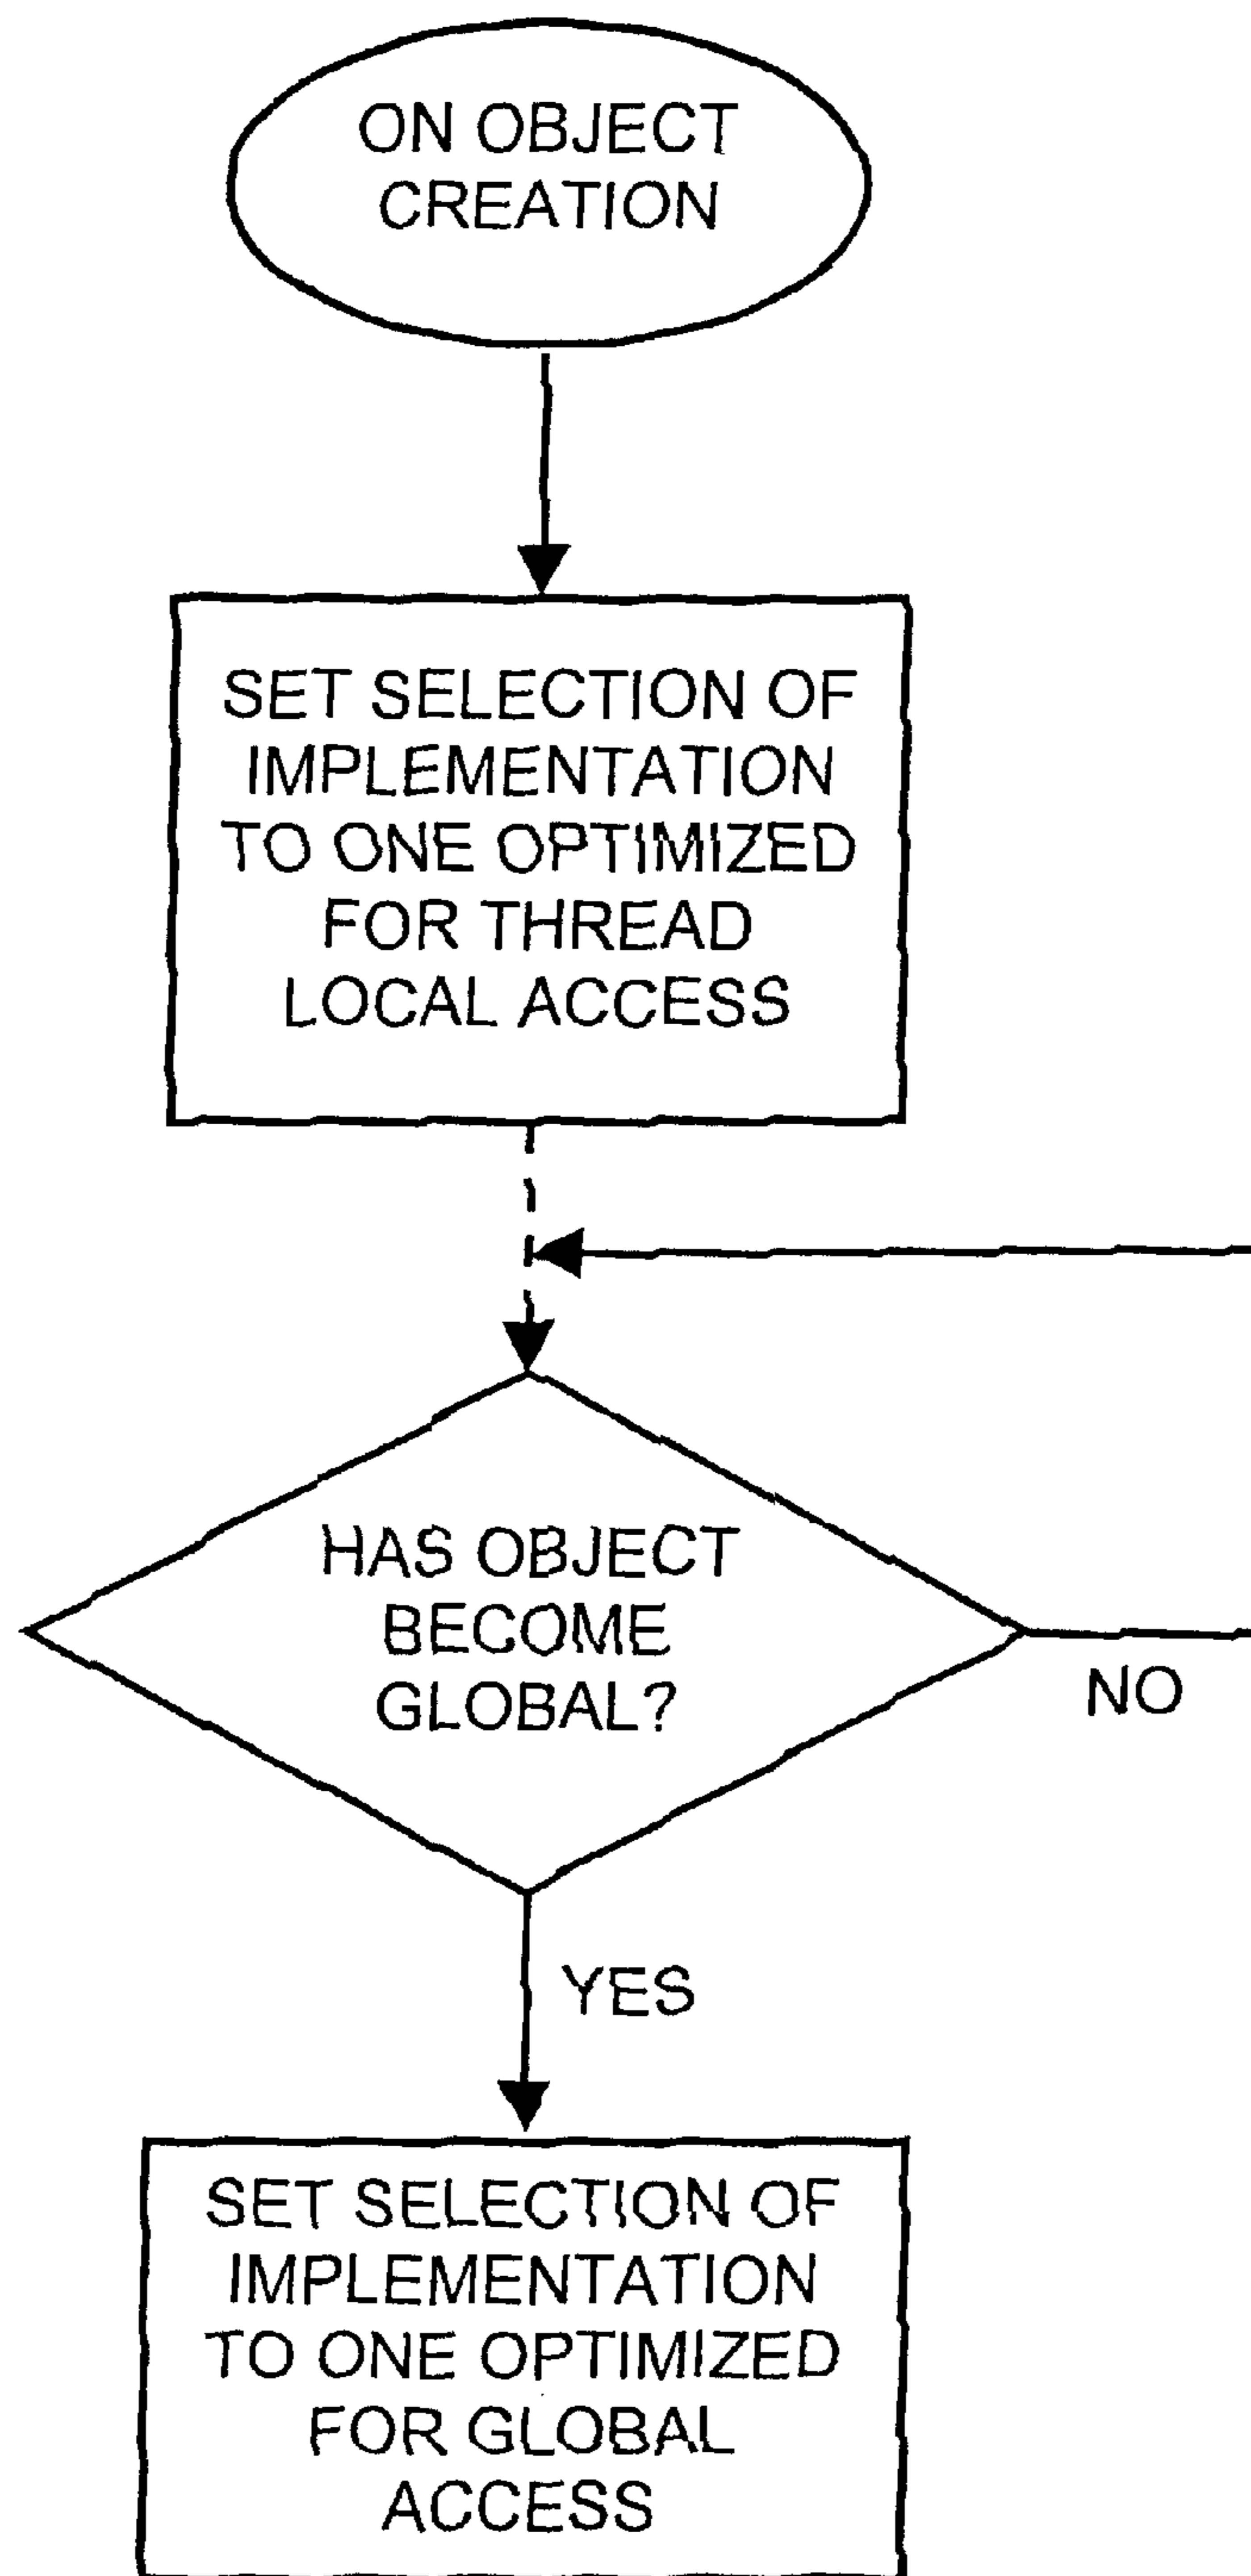 ON OBJECT
CREATION
SET SELECTION OF
IMPLEMENTATION
TO ONE OPTIMIZED
FOR THREAD
LOCAL ACCESS
HAS OBJECT
BECOME
GLOBAL?
NO
YES
SET SELECTION OF
IMPLEMENTATION
TO ONE OPTIMIZED
FOR GLOBAL
ACCESS